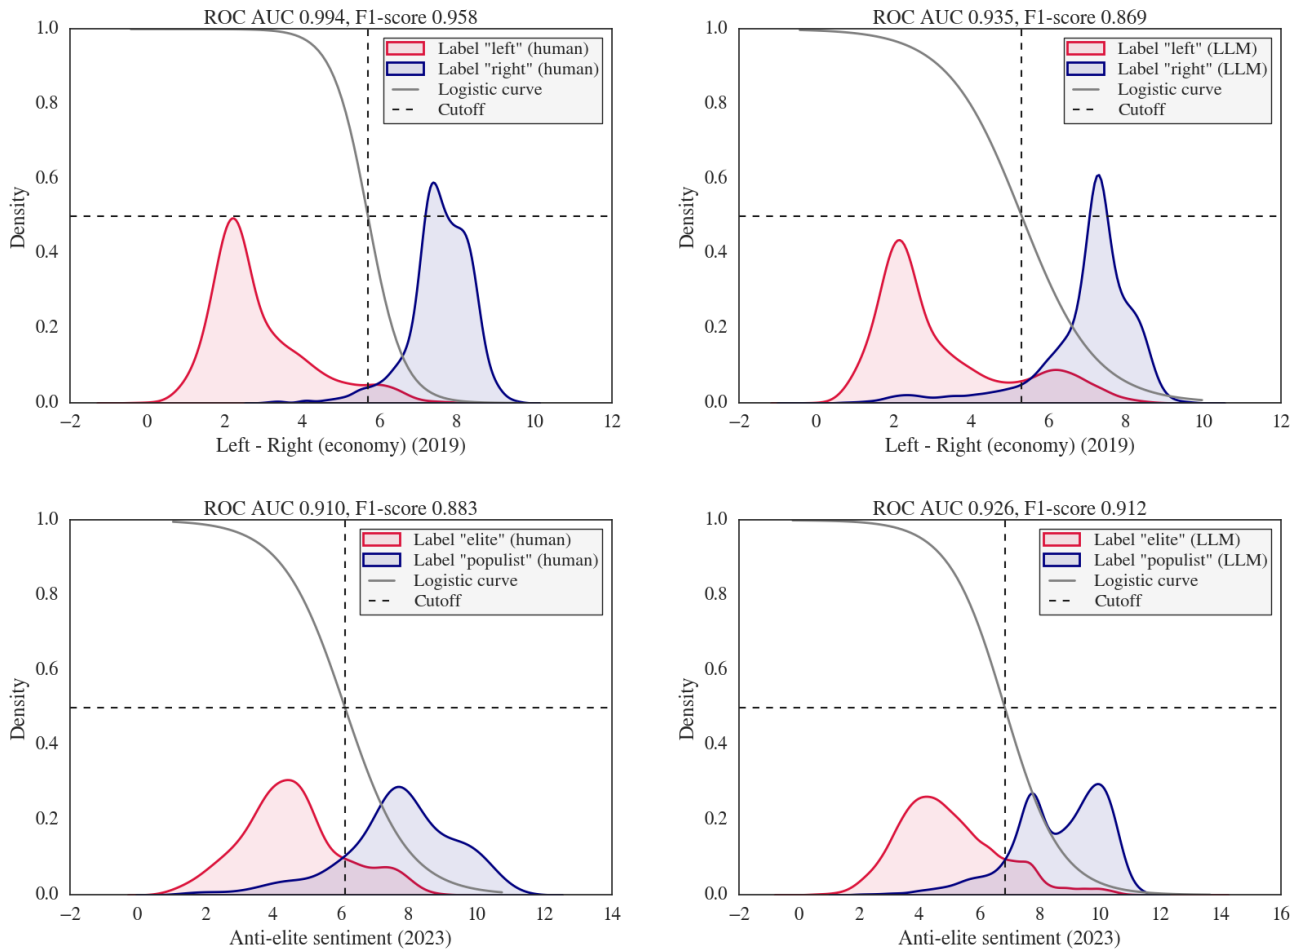 ROC AUC 0.994, F1-score 0.958
1.0
0.8
0.6
0.4
0.2
0.0
Density
Label "left" (human)
Label "right" (human)
Logistic curve
Cutoff
−2 0 2 4 6 8 10 12
Left - Right (economy) (2019)
ROC AUC 0.935, F1-score 0.869
1.0
0.8
0.6
0.4
0.2
0.0
Density
Label "left" (LLM)
Label "right" (LLM)
Logistic curve
Cutoff
−2 0 2 4 6 8 10 12
Left - Right (economy) (2019)
ROC AUC 0.910, F1-score 0.883
1.0
0.8
0.6
0.4
0.2
0.0
Density
Label "elite" (human)
Label "populist" (human)
Logistic curve
Cutoff
−2 0 2 4 6 8 10 12 14
Anti-elite sentiment (2023)
ROC AUC 0.926, F1-score 0.912
1.0
0.8
0.6
0.4
0.2
0.0
Density
Label "elite" (LLM)
Label "populist" (LLM)
Logistic curve
Cutoff
−2 0 2 4 6 8 10 12 14 16
Anti-elite sentiment (2023)